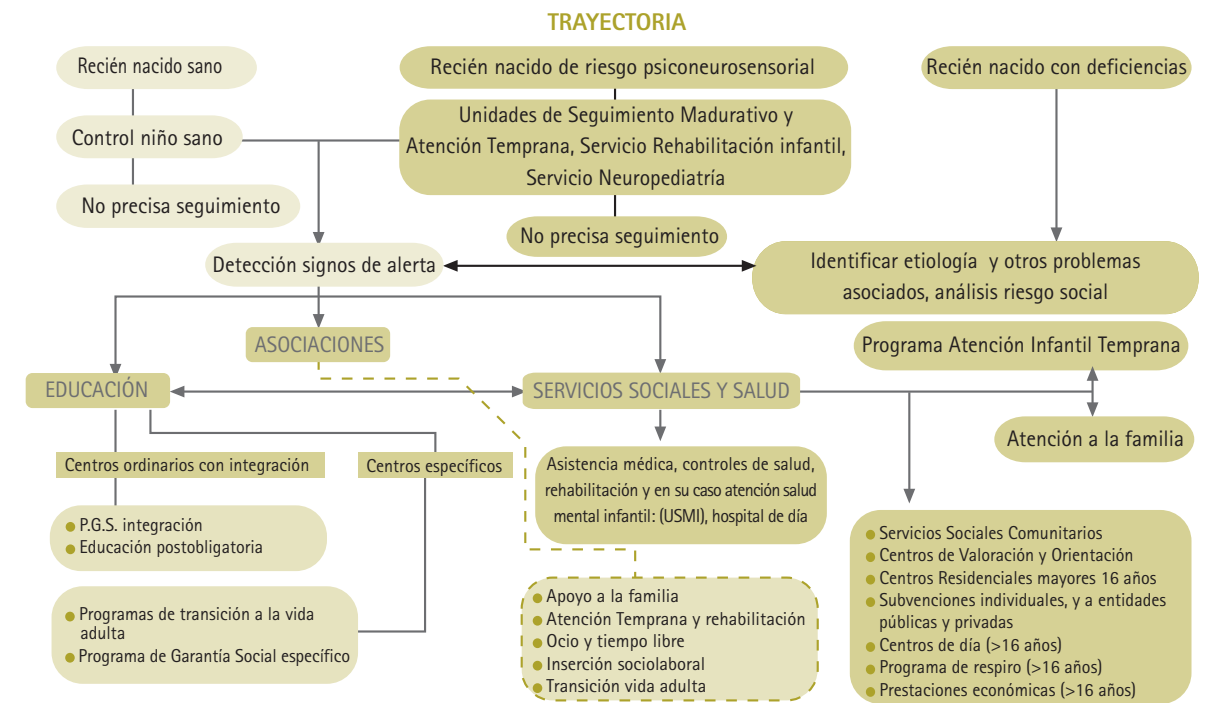 TRAYECTORIA
Recién nacido sano
Recién nacido de riesgo psiconeurosensorial
Recién nacido con deficiencias
Control niño sano
Unidades de Seguimiento Madurativo y
Atención Temprana, Servicio Rehabilitación infantil,
Servicio Neuropediatría
No precisa seguimiento
No precisa seguimiento
Detección signos de alerta
Identificar etiología y otros problemas
asociados, análisis riesgo social
ASOCIACIONES
Programa Atención Infantil Temprana
EDUCACIÓN
SERVICIOS SOCIALES Y SALUD
Atención a la familia
Centros ordinarios con integración
Centros específicos
Asistencia médica, controles de salud,
rehabilitación y en su caso atención salud
mental infantil: (USMI), hospital de día
P.G.S. integración
Educación postobligatoria
Programas de transición a la vida
adulta
Programa de Garantía Social específico
Apoyo a la familia
Atención Temprana y rehabilitación
Ocio y tiempo libre
Inserción sociolaboral
Transición vida adulta
Servicios Sociales Comunitarios
Centros de Valoración y Orientación
Centros Residenciales mayores 16 años
Subvenciones individuales, y a entidades
públicas y privadas
Centros de día (>16 años)
Programa de respiro (>16 años)
Prestaciones económicas (>16 años)